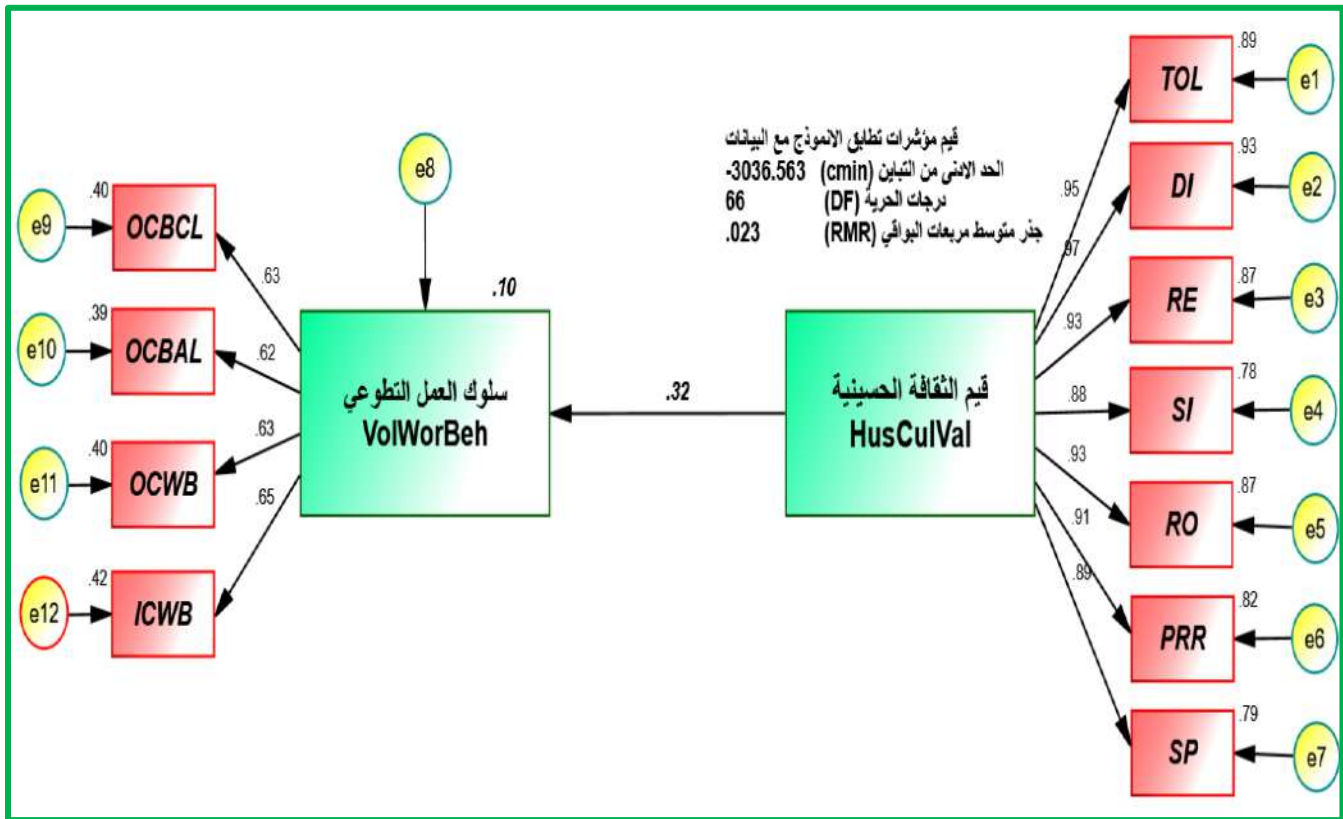 قيم مؤشرات تطابق الانموذج مع البيانات
الحد الادنى من التباين (cmin) -3036.563
درجات الحرية (DF) 66
جذر متوسط مربعات البواقي (RMR) .023
e8
e9
.40
OCBCL
.63
e10
.39
OCBAL
.62
e11
.40
OCWB
.63
e12
.42
ICWB
.65
.10
سلوك العمل التطوعي
VolWorBeh
.32
قيم الثقافة الحسينية
HusCulVal
.95
.89
TOL
e1
.97
.93
DI
e2
.93
.87
RE
e3
.88
.78
SI
e4
.93
.87
RO
e5
.91
.82
PRR
e6
.89
.79
SP
e7